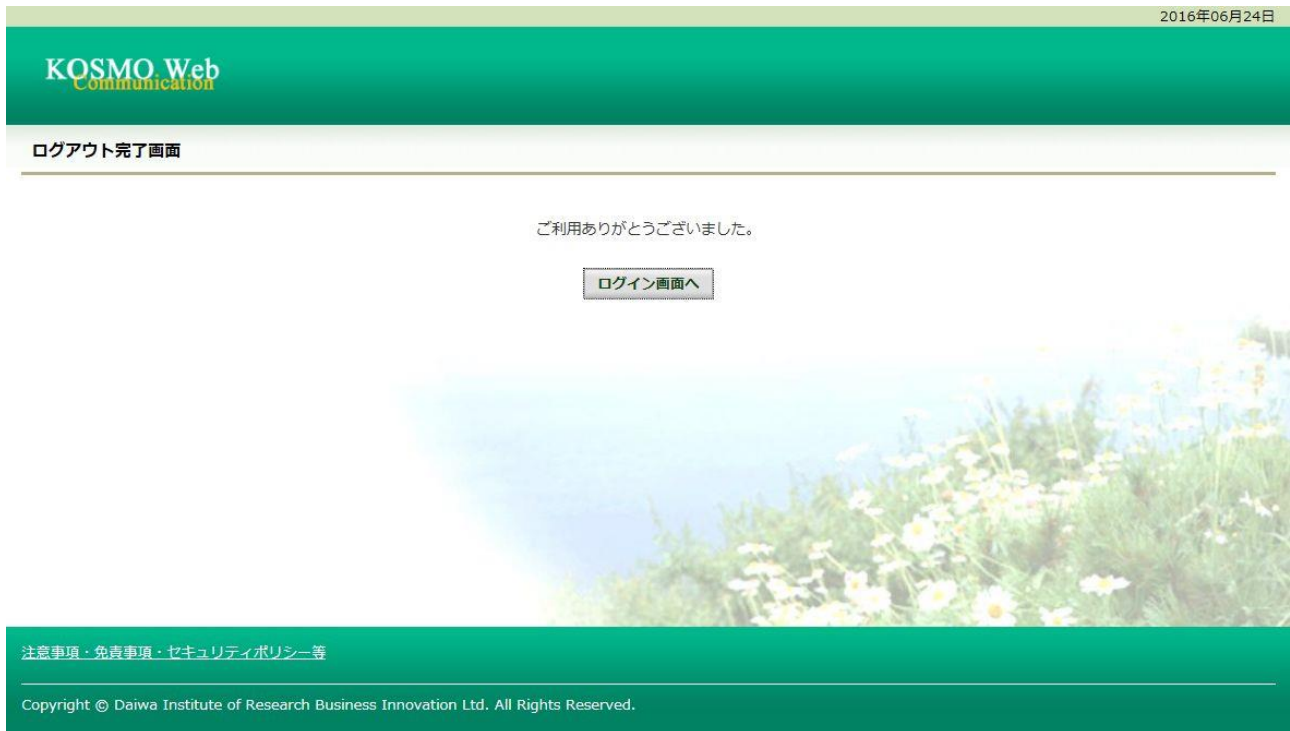 2016年06月24日
KOSMO Web
Communication
ログアウト完了画面
ご利用ありがとうございました。
ログイン画面へ
注意事項・免責事項・セキュリティポリシー等
Copyright © Daiwa Institute of Research Business Innovation Ltd. All Rights Reserved.